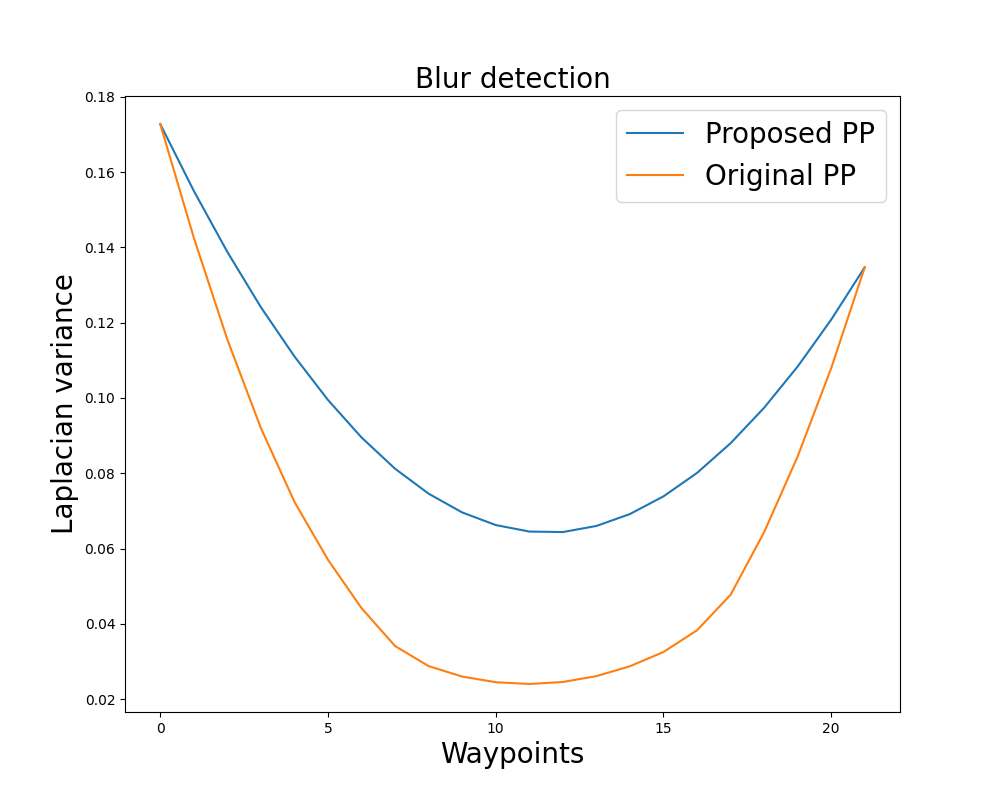 Blur detection
Proposed PP
Original PP
Laplacian variance
0.18
0.16
0.14
0.12
0.10
0.08
0.06
0.04
0.02
0 5 10 15 20
Waypoints